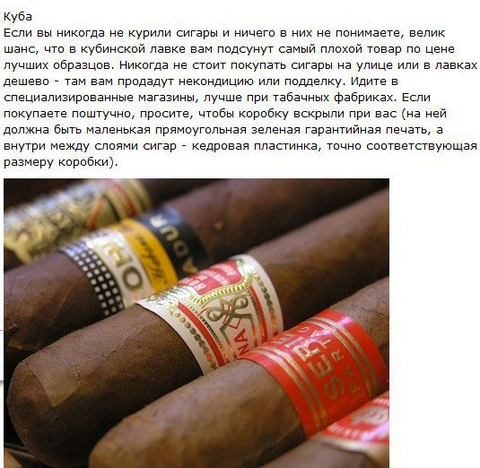 Куба
Если вы никогда не курили сигары и ничего в них не понимаете, велик
шанс, что в кубинской лавке вам подсунут самый плохой товар по цене
лучших образцов. Никогда не стоит покупать сигары на улице или в лавках
дешево - там вам продадут некондицию или подделку. Идите в
специализированные магазины, лучше при табачных фабриках. Если
покупаете поштучно, просите, чтобы коробку вскрыли при вас (на ней
должна быть маленькая прямоугольная зеленая гарантийная печать, а
внутри между слоями сигар - кедровая пластинка, точно соответствующая
размеру коробки).
SERIE
PARTAG